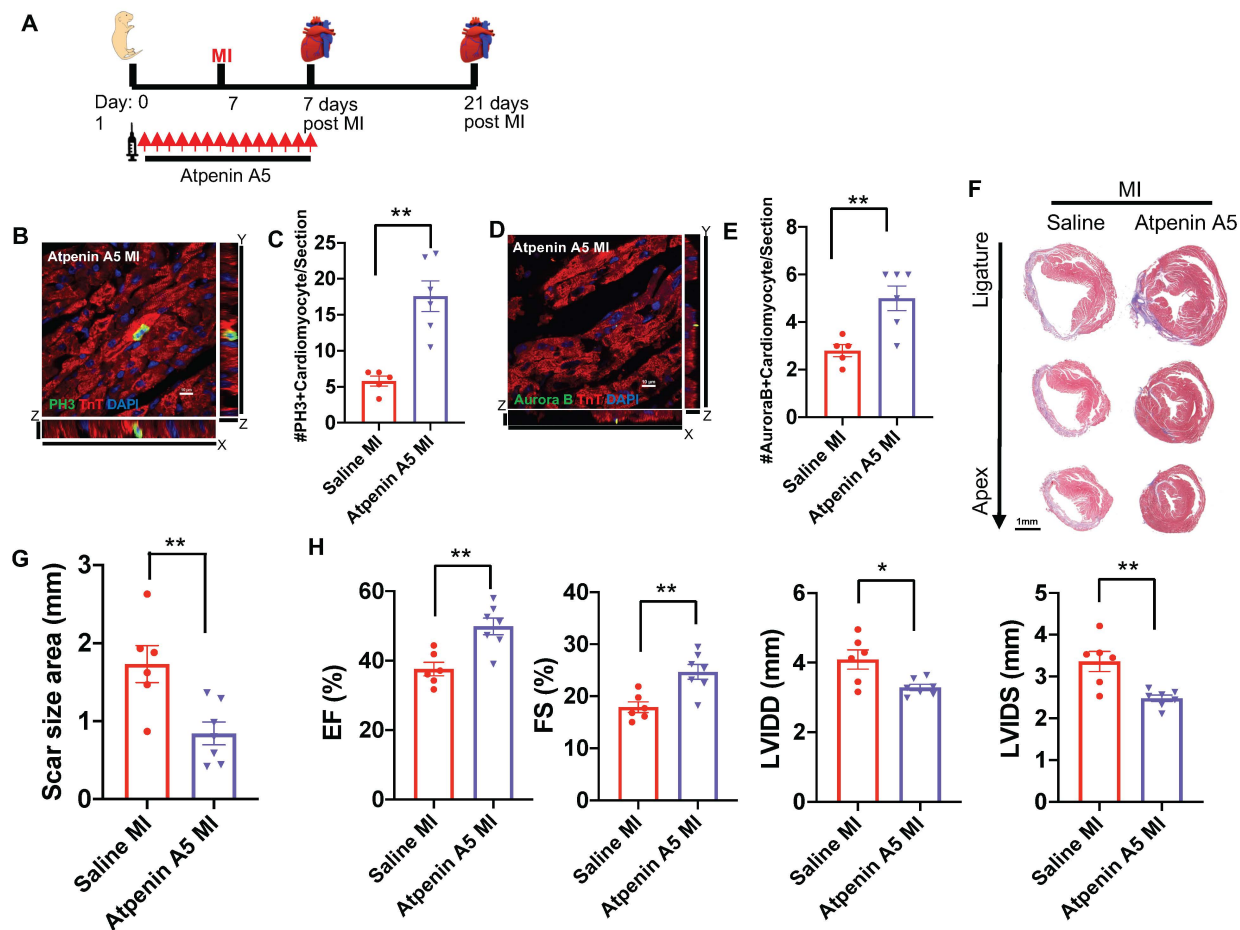 A
MI
Day: 0
7
7 days
post MI
21 days
post MI
1
Atpenin A5
B
Atpenin A5 MI
PH3 TnT DAPI
10 µm
Y
Z
Z
X
C
#PH3+Cardiomyocyte/Section
25
20
15
10
5
0
**
Saline MI
Atpenin A5 MI
D
Atpenin A5 MI
Aurora B TnT DAPI
10 µm
Y
Z
Z
X
E
#AuroraB+Cardiomyocyte/Section
8
6
4
2
0
**
Saline MI
Atpenin A5 MI
F
MI
Saline
Atpenin A5
Ligature
Apex
1mm
G
Scar size area (mm)
3
2
1
0
**
Saline MI
Atpenin A5 MI
H
EF (%)
60
40
20
0
**
Saline MI
Atpenin A5 MI
FS (%)
40
30
20
10
0
**
Saline MI
Atpenin A5 MI
LVIDD (mm)
6
4
2
0
*
Saline MI
Atpenin A5 MI
LVIDS (mm)
5
4
3
2
1
0
**
Saline MI
Atpenin A5 MI